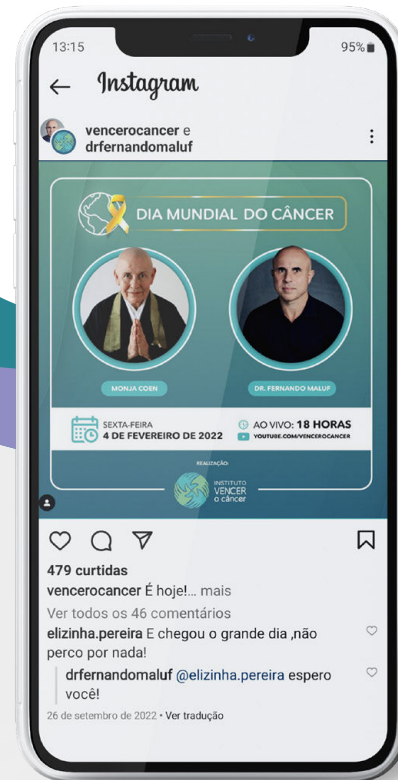 13:15
95%
Instagram
vencerocancer e
drfernandomaluf
DIA MUNDIAL DO CÂNCER
MONJA COEN
DR. FERNANDO MALUF
SEXTA-FEIRA
4 DE FEVEREIRO DE 2022
AO VIVO: 18 HORAS
YOUTUBE.COM/VENCEROCANCER
REALIZAÇÃO:
INSTITUTO
VENCER
o câncer
479 curtidas
vencerocancer É hoje!... mais
Ver todos os 46 comentários
elizinha.pereira E chegou o grande dia ,não
perco por nada!
drfernandomaluf @elizinha.pereira espero
você!
26 de setembro de 2022 • Ver tradução